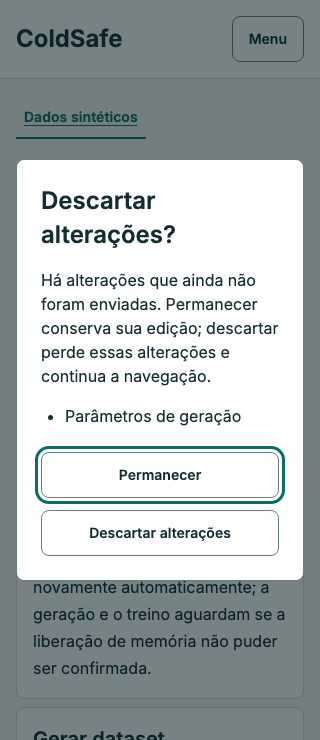 ColdSafe
Menu
Dados sintéticos
Descartar
alterações?
Há alterações que ainda não
foram enviadas. Permanecer
conserva sua edição; descartar
perde essas alterações e
continua a navegação.
• Parâmetros de geração
Permanecer
Descartar alterações
novamente automaticamente; a
geração e o treino aguardam se a
liberação de memória não puder
ser confirmada.
Gerar dataset